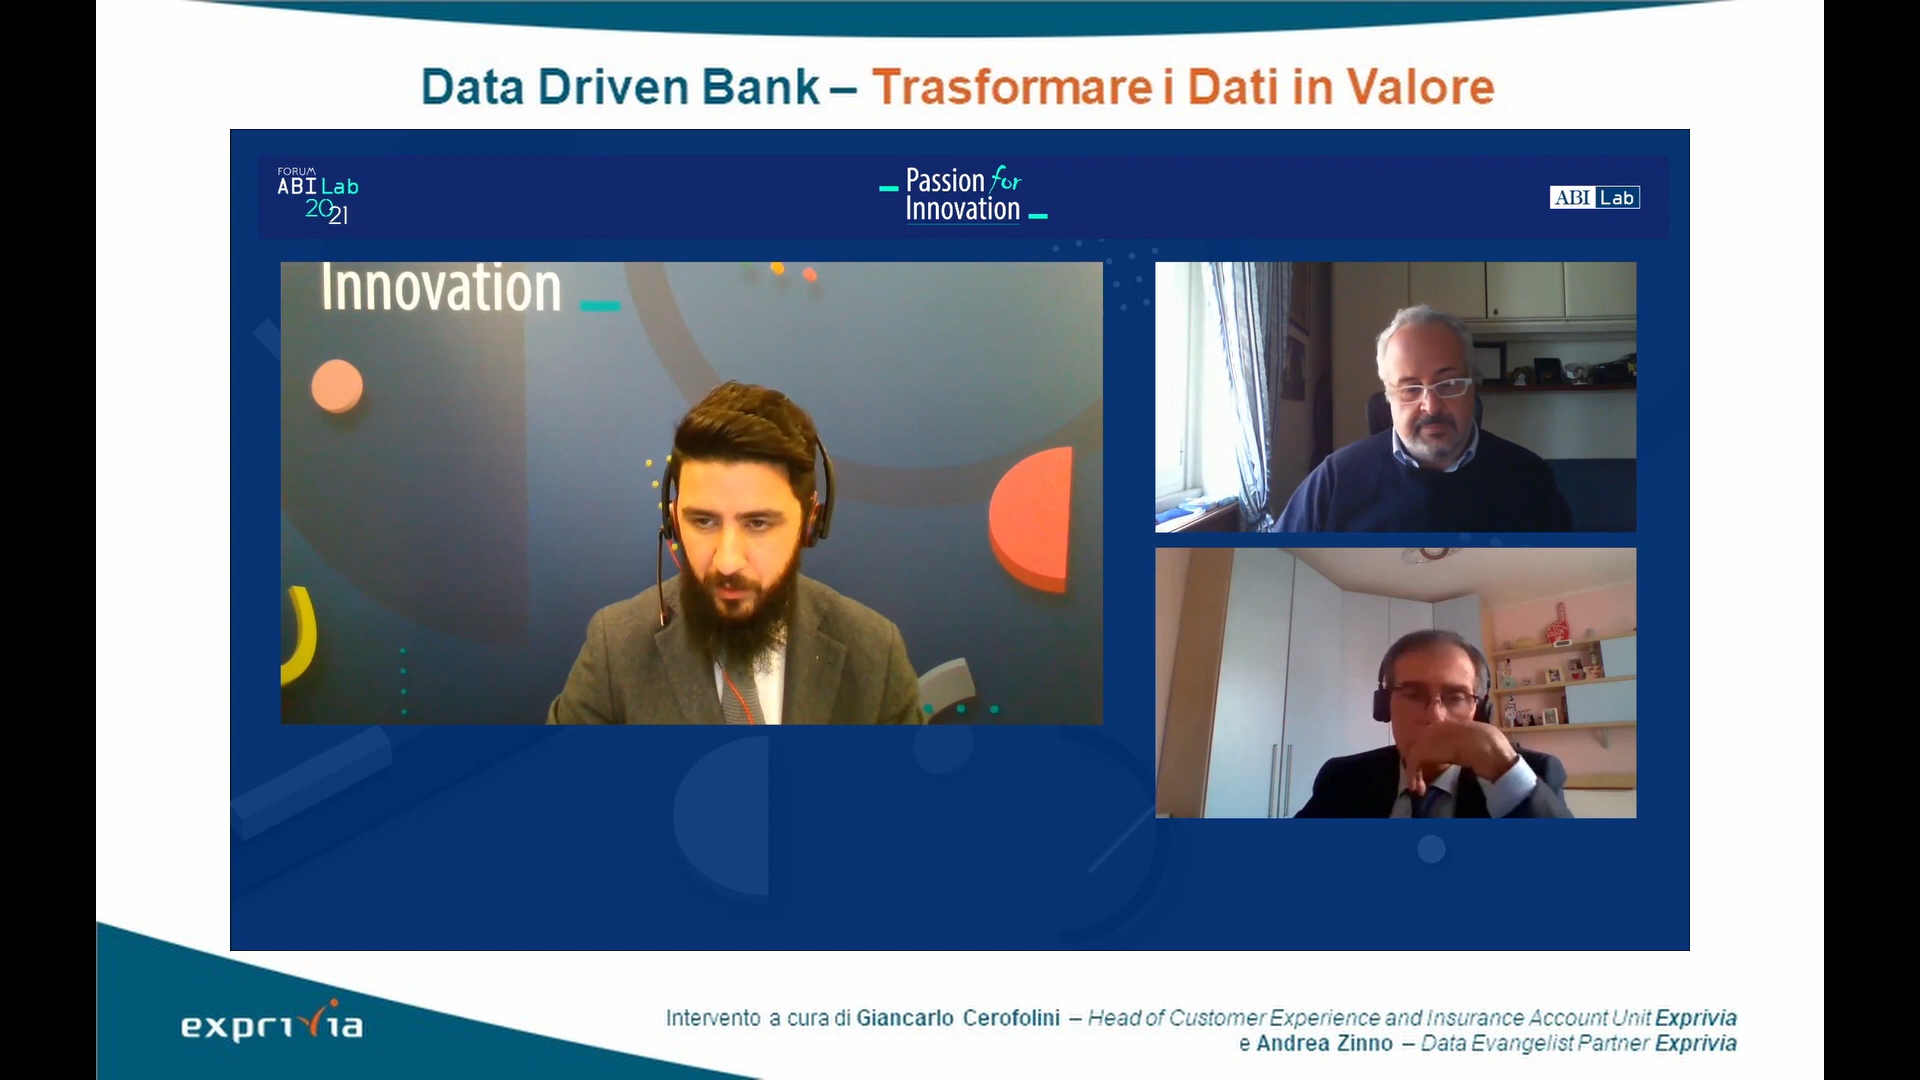 Data Driven Bank – Trasformare i Dati in Valore
FORUM
ABI Lab
2021
Passion for
Innovation
ABI Lab
Innovation
exprivia
Intervento a cura di Giancarlo Cerofolini – Head of Customer Experience and Insurance Account Unit Exprivia
e Andrea Zinno – Data Evangelist Partner Exprivia